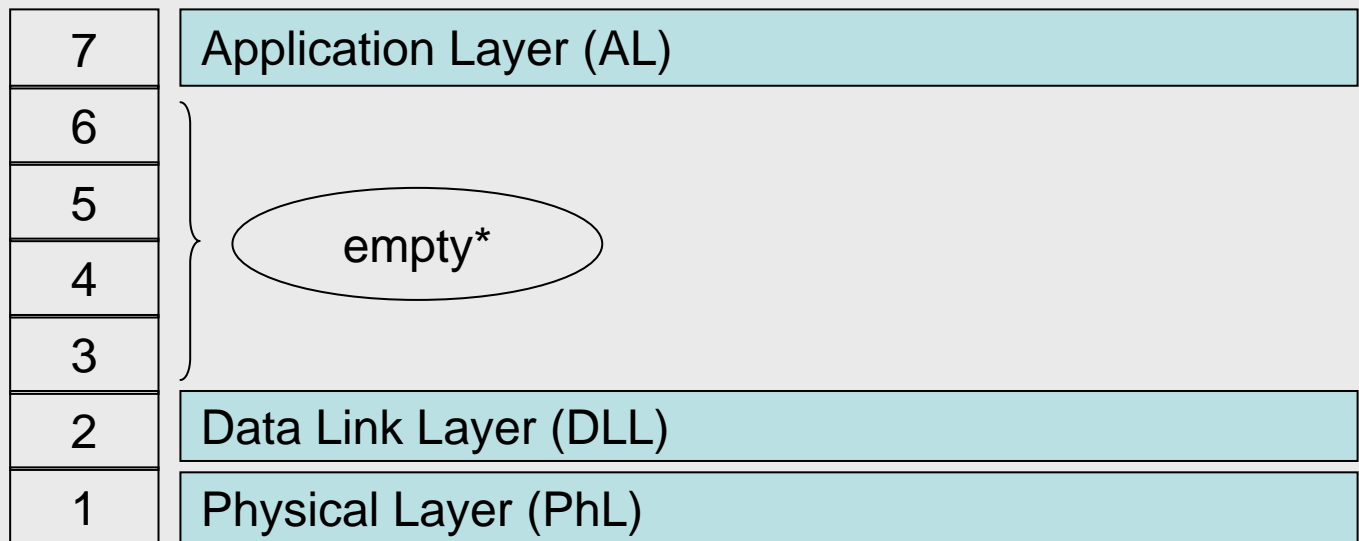 7 Application Layer (AL)
6
5
empty*
4
3
2 Data Link Layer (DLL)
1 Physical Layer (PhL)